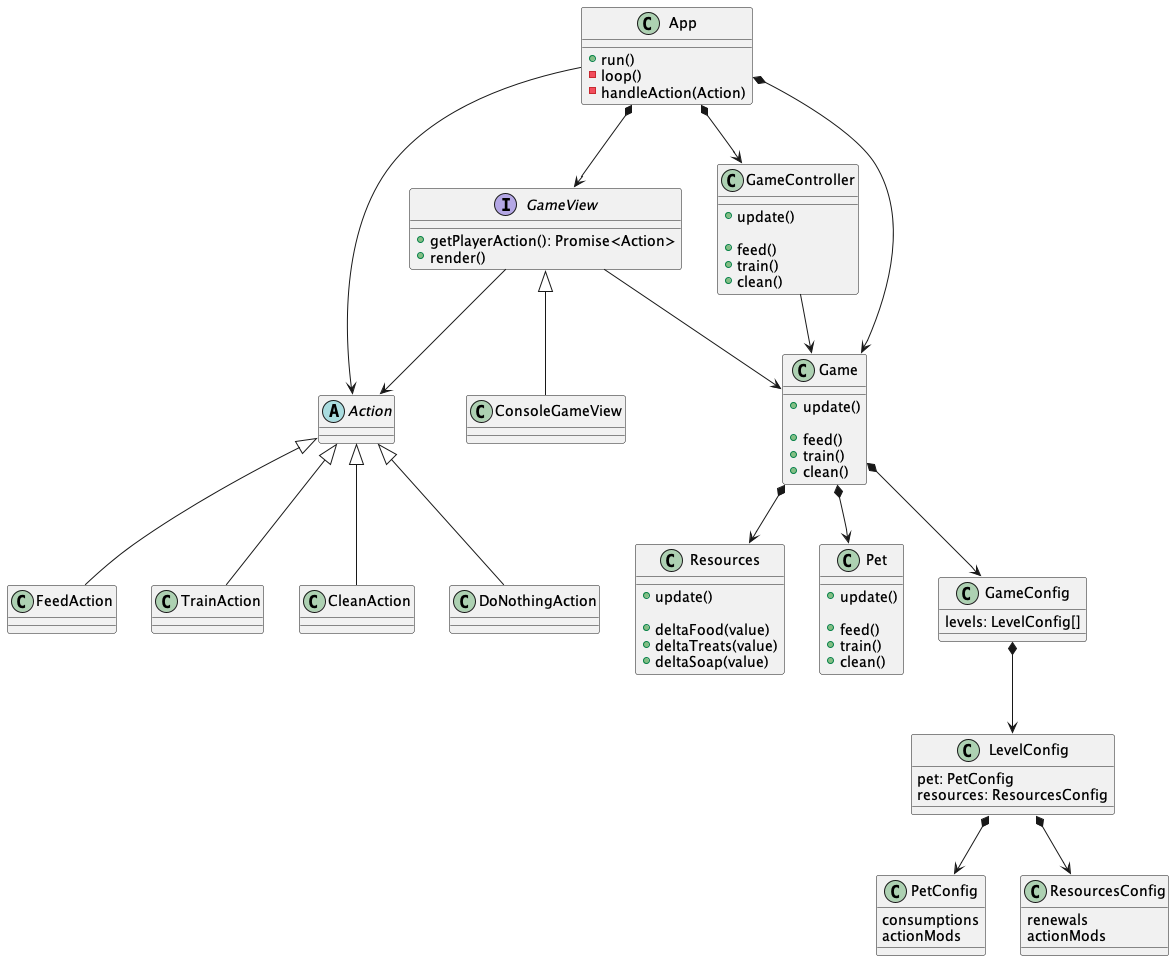 C App
run()
loop()
handleAction(Action)
I GameView
getPlayerAction(): Promise<Action>
render()
C GameController
update()
feed()
train()
clean()
C Game
update()
feed()
train()
clean()
A Action
C ConsoleGameView
C FeedAction
C TrainAction
C CleanAction
C DoNothingAction
C Resources
update()
deltaFood(value)
deltaTreats(value)
deltaSoap(value)
C Pet
update()
feed()
train()
clean()
C GameConfig
levels: LevelConfig[]
C LevelConfig
pet: PetConfig
resources: ResourcesConfig
C PetConfig
consumptions
actionMods
C ResourcesConfig
renewals
actionMods